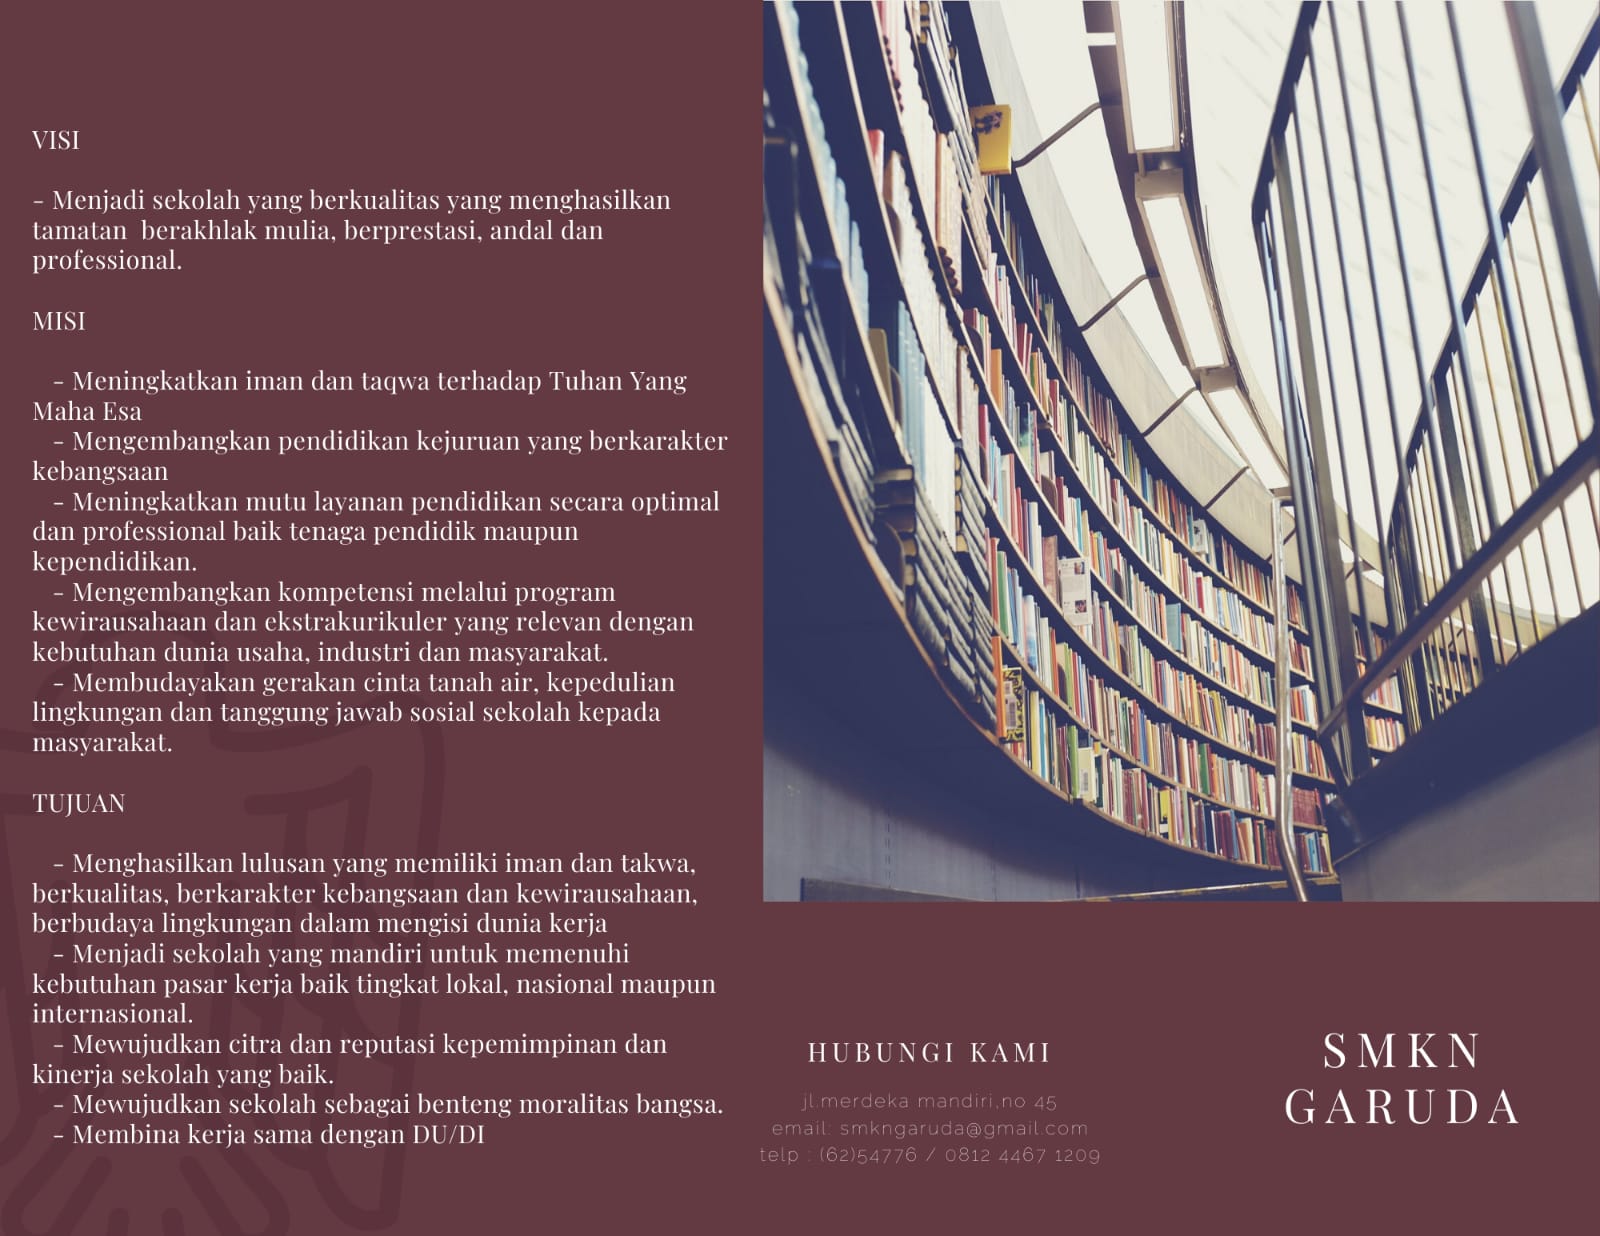 VISI
- Menjadi sekolah yang berkualitas yang menghasilkan
tamatan berakhlak mulia, berprestasi, andal dan
professional.
MISI
- Meningkatkan iman dan taqwa terhadap Tuhan Yang
Maha Esa
- Mengembangkan pendidikan kejuruan yang berkarakter
kebangsaan
- Meningkatkan mutu layanan pendidikan secara optimal
dan professional baik tenaga pendidik maupun
kependidikan.
- Mengembangkan kompetensi melalui program
kewirausahaan dan ekstrakurikuler yang relevan dengan
kebutuhan dunia usaha, industri dan masyarakat.
- Membudayakan gerakan cinta tanah air, kepedulian
lingkungan dan tanggung jawab sosial sekolah kepada
masyarakat.
TUJUAN
- Menghasilkan lulusan yang memiliki iman dan takwa,
berkualitas, berkarakter kebangsaan dan kewirausahaan,
berbudaya lingkungan dalam mengisi dunia kerja
- Menjadi sekolah yang mandiri untuk memenuhi
kebutuhan pasar kerja baik tingkat lokal, nasional maupun
internasional.
- Mewujudkan citra dan reputasi kepemimpinan dan
kinerja sekolah yang baik.
- Mewujudkan sekolah sebagai benteng moralitas bangsa.
- Membina kerja sama dengan DU/DI
HUBUNGI KAMI
jl.merdeka mandiri,no 45
email: smkngaruda@gmail.com
telp : (62)54776 / 0812 4467 1209
SMKN
GARUDA